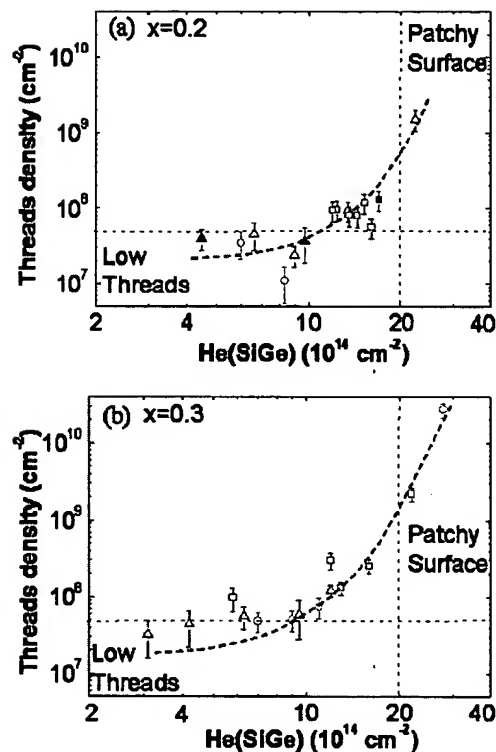 (a) x=0.2
Patchy
Surface
Threads density (cm⁻²)
10¹⁰
10⁹
10⁸
10⁷
Low
Threads
2 4 10 20 40
He(SiGe) (10¹⁴ cm⁻²)
(b) x=0.3
Threads density (cm⁻²)
10¹⁰
10⁹
10⁸
10⁷
Patchy
Surface
Low
Threads
2 4 10 20 40
He(SiGe) (10¹⁴ cm⁻²)